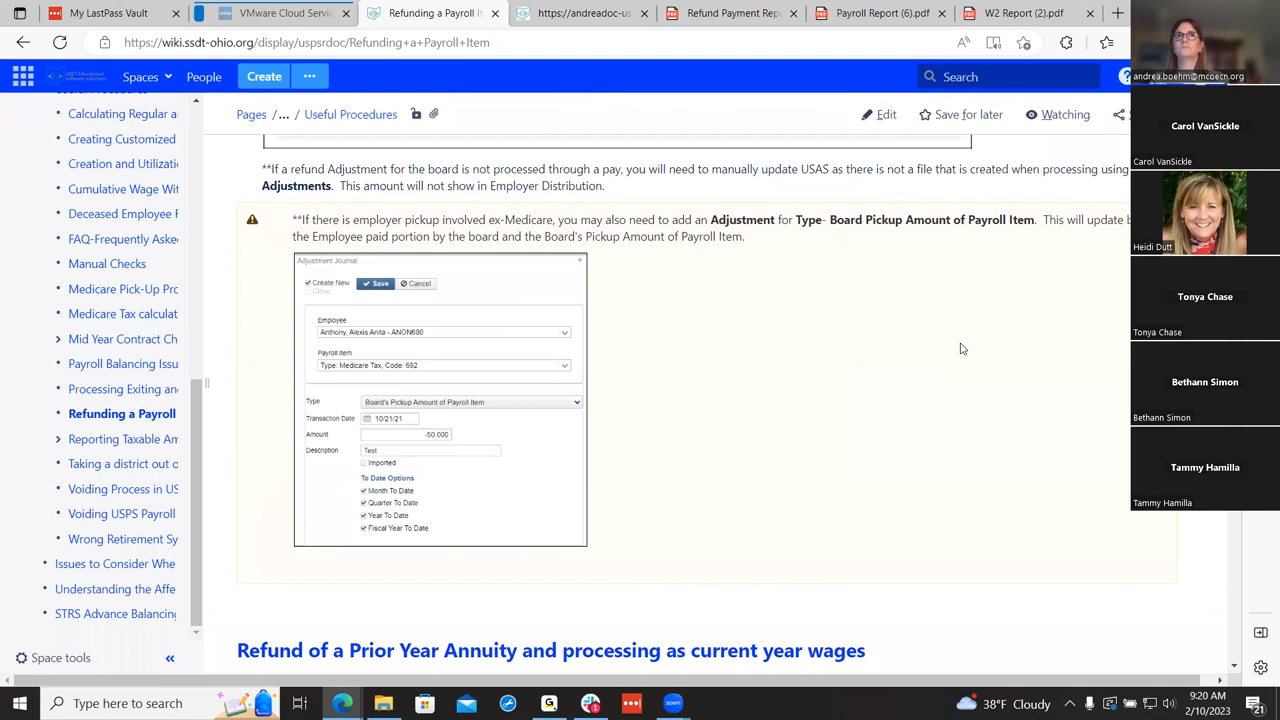 My LastPass Vault
VMware Cloud Servic
Refunding a Payroll It
https://andreadoc-us
Refund Payment Repo
Payroll Report (6).pdf
W2 Report (2).pdf
https://wiki.ssdt-ohio.org/display/uspsrdoc/Refunding+a+Payroll+Item
Spaces
People
Create
Search
Pages /... / Useful Procedures
Edit
Save for later
Watching
Calculating Regular a
Creating Customized
Creation and Utilizati
Cumulative Wage Wit
Deceased Employee F
FAQ-Frequently Aske
Manual Checks
Medicare Pick-Up Pro
Medicare Tax calculat
Mid Year Contract Ch
Payroll Balancing Issu
Processing Exiting an
Refunding a Payroll
Reporting Taxable Am
Taking a district out o
Voiding Process in US
Voiding USPS Payroll
Wrong Retirement Sy
Issues to Consider Whe
Understanding the Affe
STRS Advance Balancing
Space tools
**If a refund Adjustment for the board is not processed through a pay, you will need to manually update USAS as there is not a file that is created when processing using
Adjustments. This amount will not show in Employer Distribution.
**If there is employer pickup involved ex-Medicare, you may also need to add an Adjustment for Type- Board Pickup Amount of Payroll Item. This will update b
the Employee paid portion by the board and the Board's Pickup Amount of Payroll Item.
Adjustment Journal
Create New
Save
Cancel
Close
Employee
Anthony, Alexis Anita - ANON680
Payroll Item
Type: Medicare Tax, Code: 692
Type
Board's Pickup Amount of Payroll Item
Transaction Date
10/21/21
Amount
-50.000
Description
Test
Imported
To Date Options
Month To Date
Quarter To Date
Year To Date
Fiscal Year To Date
Refund of a Prior Year Annuity and processing as current year wages
andrea.boehm@mcoecn.org
Carol VanSickle
Carol VanSickle
Heidi Dutt
Tonya Chase
Tonya Chase
Bethann Simon
Bethann Simon
Tammy Hamilla
Tammy Hamilla
Type here to search
zoom
38°F Cloudy
9:20 AM
2/10/2023
21